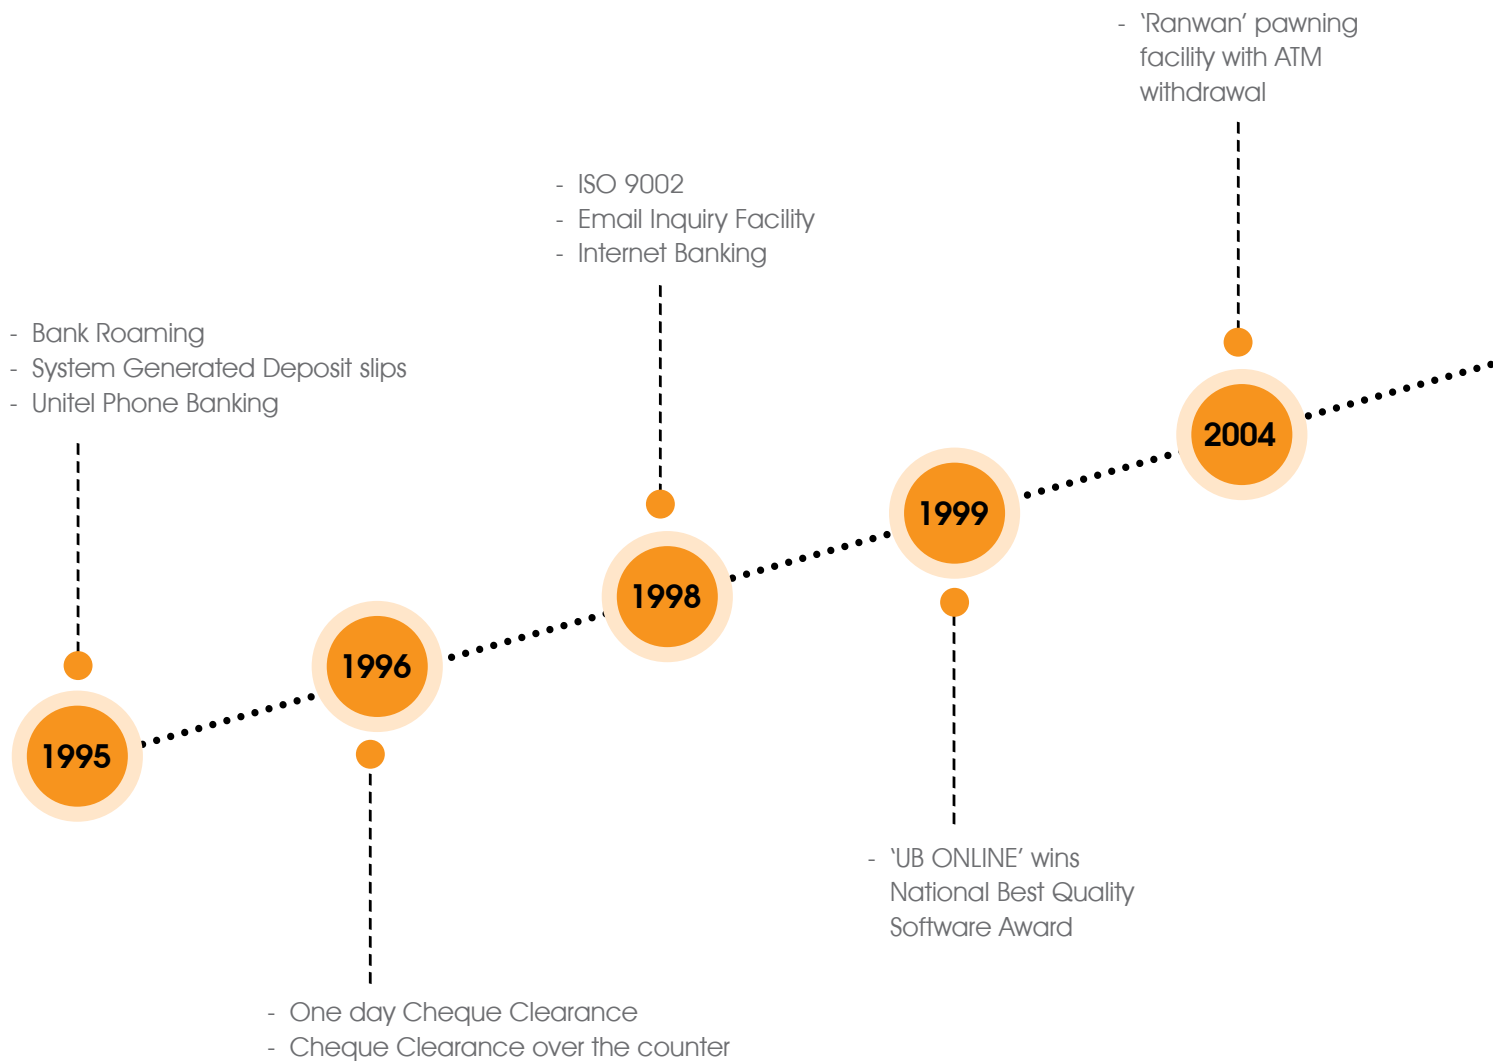 - 'Ranwan' pawning
facility with ATM
withdrawal
- ISO 9002
- Email Inquiry Facility
- Internet Banking
- Bank Roaming
- System Generated Deposit slips
- Unitel Phone Banking
2004
1999
1998
1996
1995
- 'UB ONLINE' wins
National Best Quality
Software Award
- One day Cheque Clearance
- Cheque Clearance over the counter